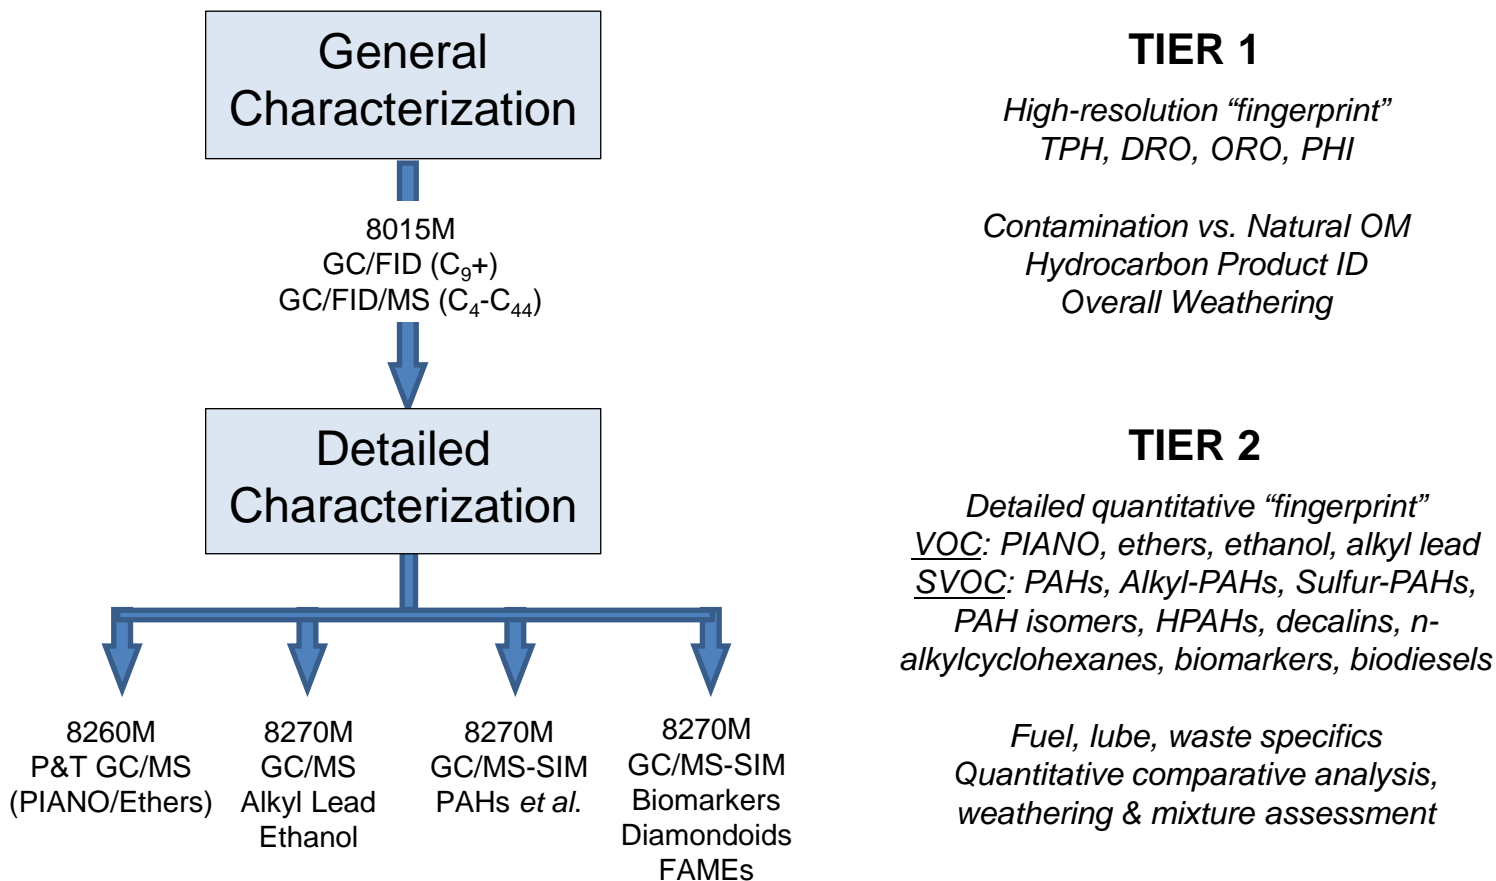 General
Characterization
8015M
GC/FID (C₉+)
GC/FID/MS (C₄-C₄₄)
Detailed
Characterization
8260M
P&T GC/MS
(PIANO/Ethers)
8270M
GC/MS
Alkyl Lead
Ethanol
8270M
GC/MS-SIM
PAHs et al.
8270M
GC/MS-SIM
Biomarkers
Diamondoids
FAMEs
TIER 1
High-resolution “fingerprint”
TPH, DRO, ORO, PHI
Contamination vs. Natural OM
Hydrocarbon Product ID
Overall Weathering
TIER 2
Detailed quantitative “fingerprint”
VOC: PIANO, ethers, ethanol, alkyl lead
SVOC: PAHs, Alkyl-PAHs, Sulfur-PAHs,
PAH isomers, HPAHs, decalins, n-
alkylcyclohexanes, biomarkers, biodiesels
Fuel, lube, waste specifics
Quantitative comparative analysis,
weathering & mixture assessment